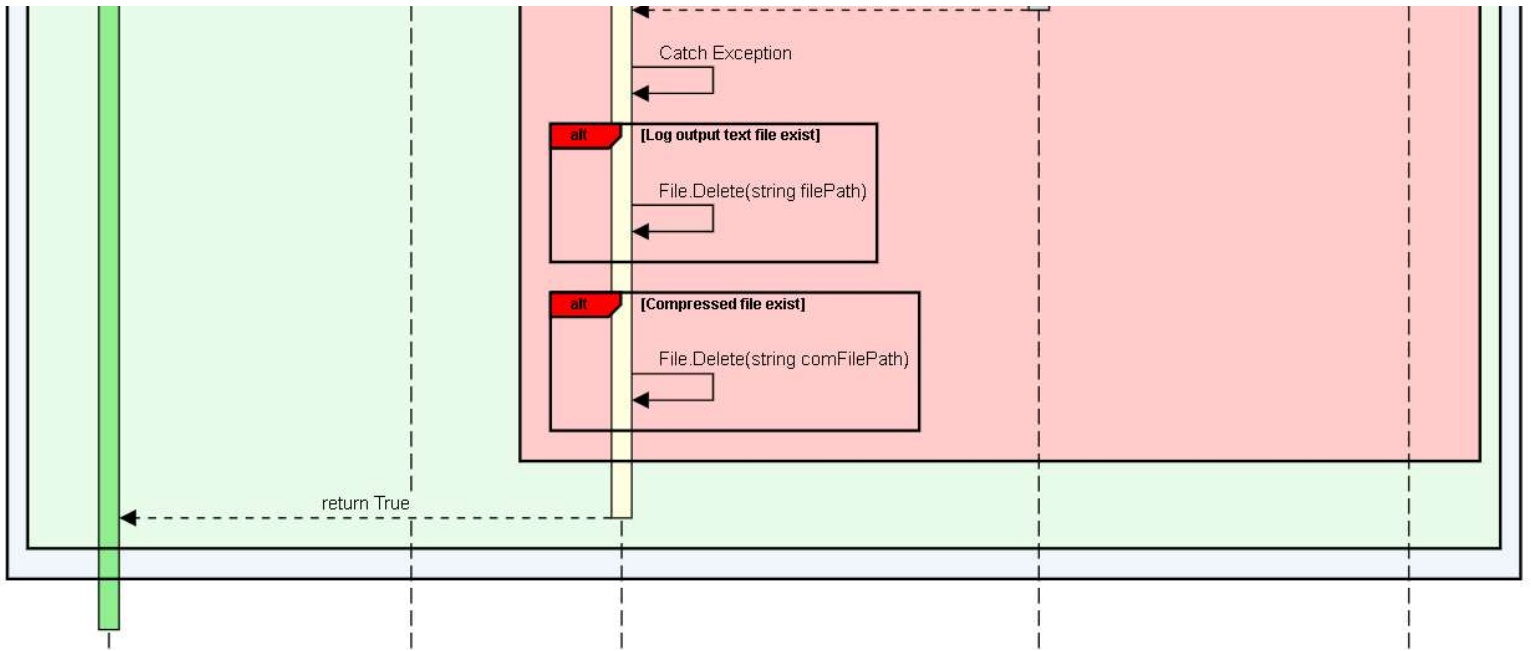 Catch Exception
alt [Log output text file exist]
File.Delete(string filePath)
alt [Compressed file exist]
File.Delete(string comFilePath)
return True